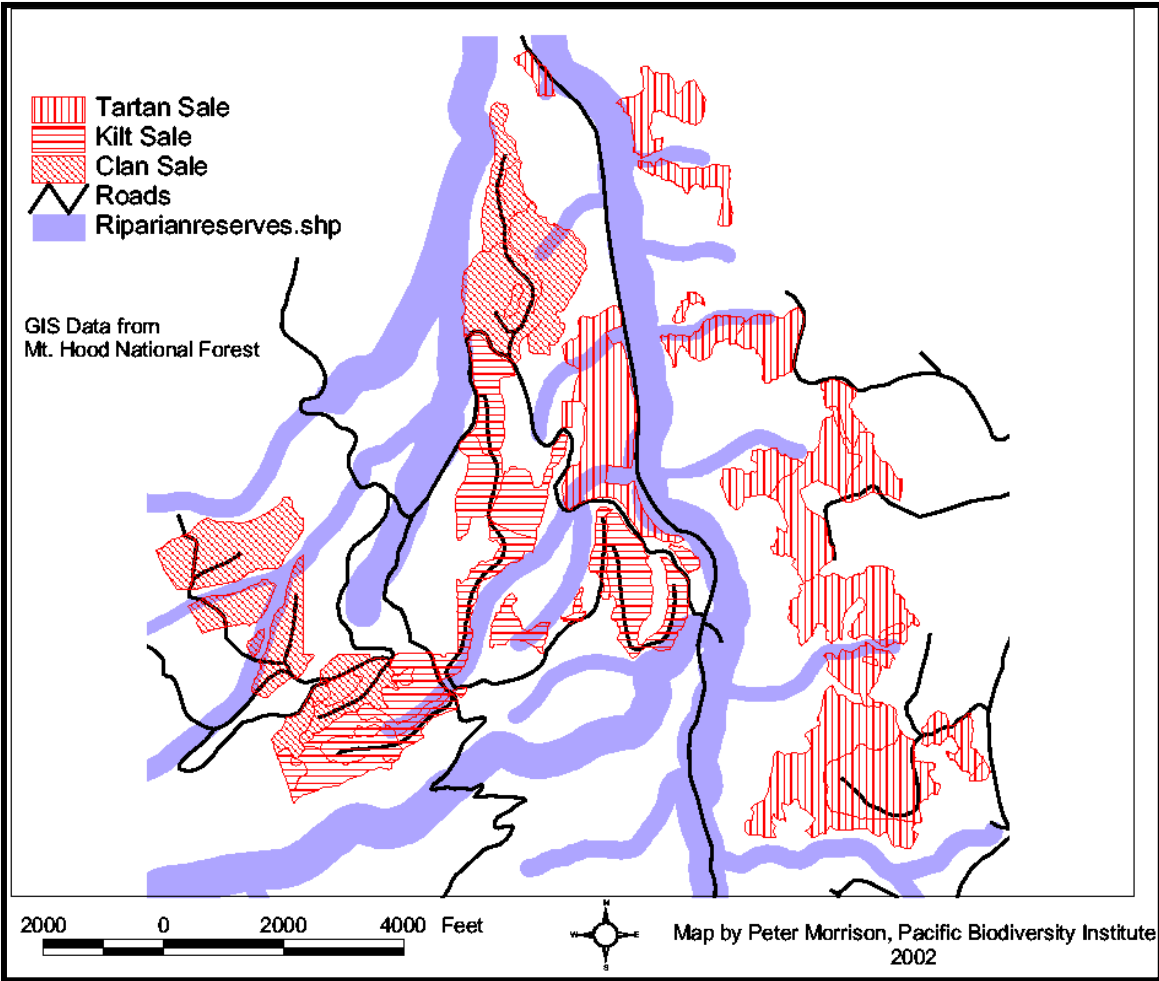 Tartan Sale
Kilt Sale
Clan Sale
Roads
Riparianreserves.shp
GIS Data from
Mt. Hood National Forest
2000 0 2000 4000 Feet
N
W E
S
Map by Peter Morrison, Pacific Biodiversity Institute
2002